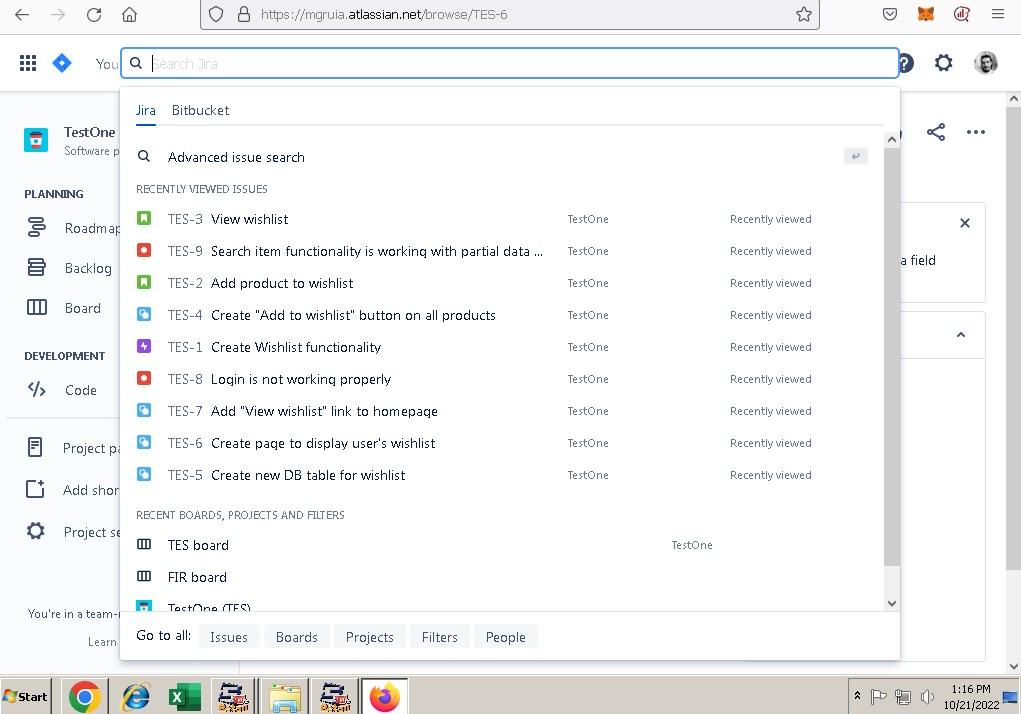 https://mgruia.atlassian.net/browse/TES-6
You
Search Jira
Jira Bitbucket
TestOne
Software p
Advanced issue search
PLANNING
RECENTLY VIEWED ISSUES
Roadmap
Backlog
Board
TES-3 View wishlist TestOne Recently viewed
TES-9 Search item functionality is working with partial data ... TestOne Recently viewed
a field
TES-2 Add product to wishlist TestOne Recently viewed
TES-4 Create "Add to wishlist" button on all products TestOne Recently viewed
TES-1 Create Wishlist functionality TestOne Recently viewed
DEVELOPMENT
TES-8 Login is not working properly TestOne Recently viewed
Code
TES-7 Add "View wishlist" link to homepage TestOne Recently viewed
TES-6 Create page to display user's wishlist TestOne Recently viewed
Project pa
TES-5 Create new DB table for wishlist TestOne Recently viewed
Add shor
RECENT BOARDS, PROJECTS AND FILTERS
Project se
TES board TestOne
FIR board
TestOne (TES)
You're in a team-
Learn
Go to all: Issues Boards Projects Filters People
Start
1:16 PM
10/21/2022